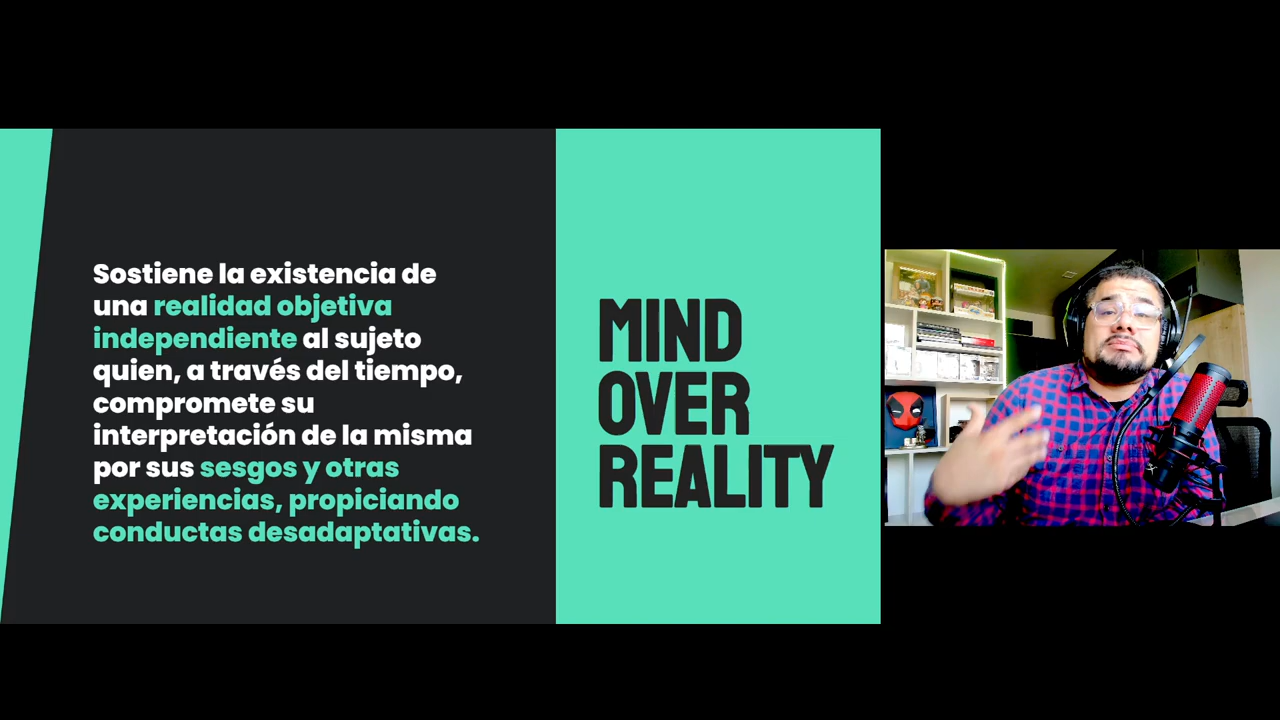 Sostiene la existencia de
una realidad objetiva
independiente al sujeto
quien, a través del tiempo,
compromete su
interpretación de la misma
por sus sesgos y otras
experiencias, propiciando
conductas desadaptativas.
MIND
OVER
REALITY